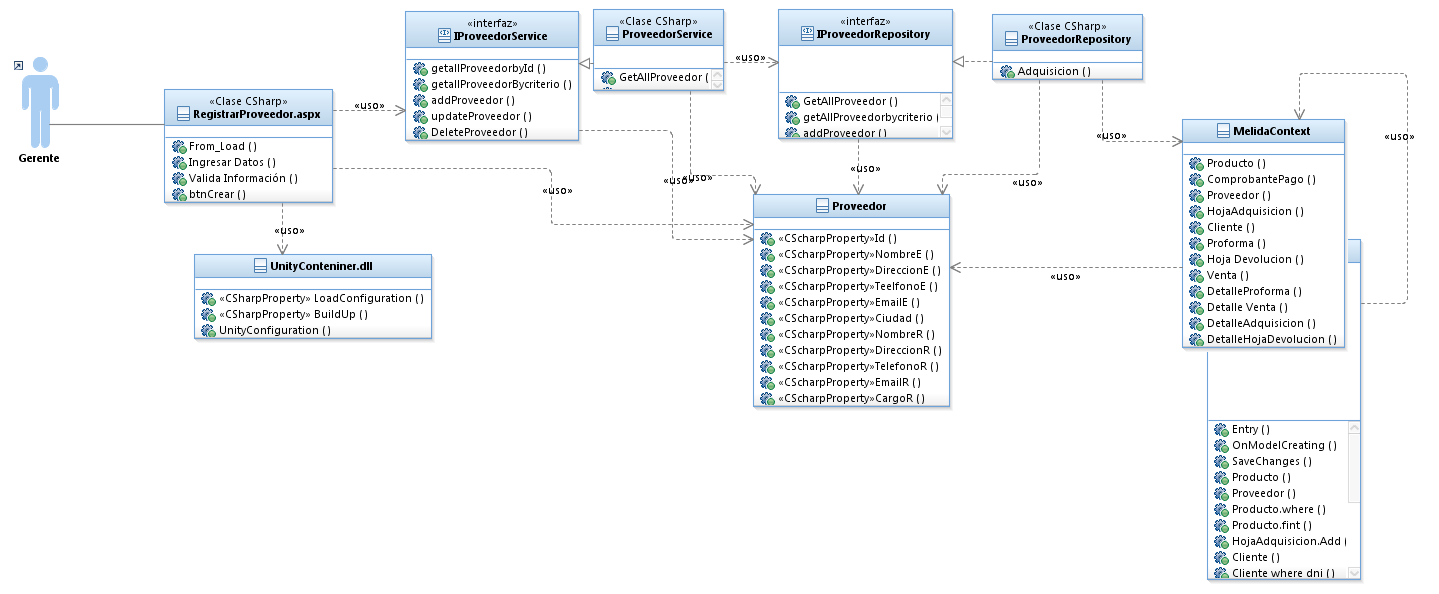 Gerente
«Clase CSharp»
RegistrarProveedor.aspx
From_Load ()
Ingresar Datos ()
Valida Información ()
btnCrear ()
«uso»
«uso»
UnityConteniner.dll
«CSharpProperty» LoadConfiguration ()
«CSharpProperty» BuildUp ()
UnityConfiguration ()
«interfaz»
IProveedorService
getallProveedorbyId ()
getallProveedorBycriterio ()
addProveedor ()
updateProveedor ()
DeleteProveedor ()
«uso»
«uso»
«Clase CSharp»
ProveedorService
GetAllProveedor (
«uso»
«uso»
«interfaz»
IProveedorRepository
GetAllProveedor ()
getAllProveedorbycriterio (
addProveedor ()
«uso»
«Clase CSharp»
ProveedorRepository
Adquisicion ()
«uso»
«uso»
Proveedor
«CScharpProperty»Id ()
«CScharpProperty»NombreE ()
«CScharpProperty»DireccionE ()
«CScharpProperty»TeelfonoE ()
«CScharpProperty»EmailE ()
«CScharpProperty»Ciudad ()
«CScharpProperty»NombreR ()
«CScharpProperty»DireccionR ()
«CScharpProperty»TelefonoR ()
«CScharpProperty»EmailR ()
«CScharpProperty»CargoR ()
«uso»
MelidaContext
Producto ()
ComprobantePago ()
Proveedor ()
HojaAdquisicion ()
Cliente ()
Proforma ()
Hoja Devolucion ()
Venta ()
DetalleProforma ()
Detalle Venta ()
DetalleAdquisicion ()
DetalleHojaDevolucion ()
«uso»
Entry ()
OnModelCreating ()
SaveChanges ()
Producto ()
Proveedor ()
Producto.where ()
Producto.fint ()
HojaAdquisicion.Add (
Cliente ()
Cliente where dni ()